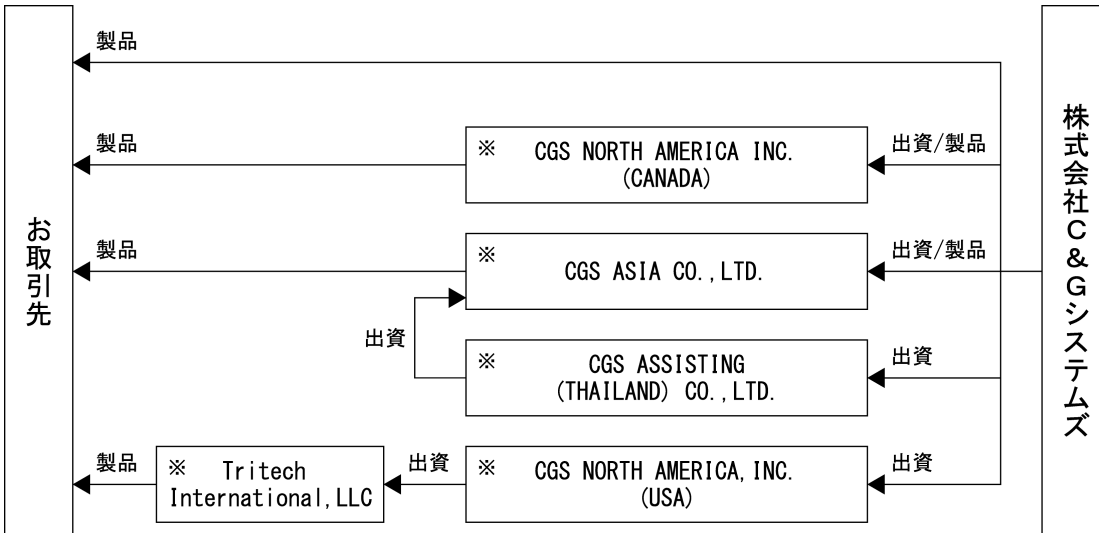 製品
製品
※ CGS NORTH AMERICA INC.
(CANADA)
出資/製品
製品
※ CGS ASIA CO.,LTD.
出資/製品
出資
※ CGS ASSISTING
(THAILAND) CO.,LTD.
出資
製品
※ Tritech
International,LLC
出資
※ CGS NORTH AMERICA,INC.
(USA)
出資
お取引先
株式会社C&Gシステムズ